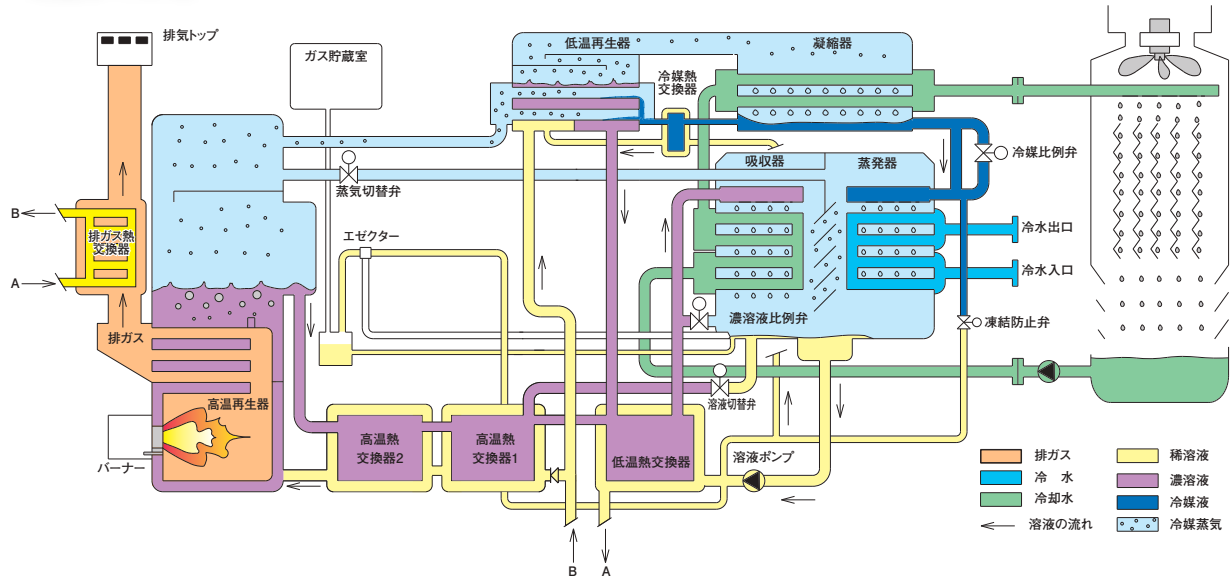 排気トップ
ガス貯蔵室
低温再生器
凝縮器
冷媒熱
交換器
冷媒比例弁
吸収器
蒸発器
蒸気切替弁
B
排ガス熱
交換器
A
エゼクター
冷水出口
冷水入口
濃溶液比例弁
凍結防止弁
排ガス
高温再生器
溶液切替弁
バーナー
高温熱
交換器2
高温熱
交換器1
低温熱交換器
溶液ポンプ
排ガス
冷 水
冷却水
溶液の流れ
稀溶液
濃溶液
冷媒液
冷媒蒸気
B
A